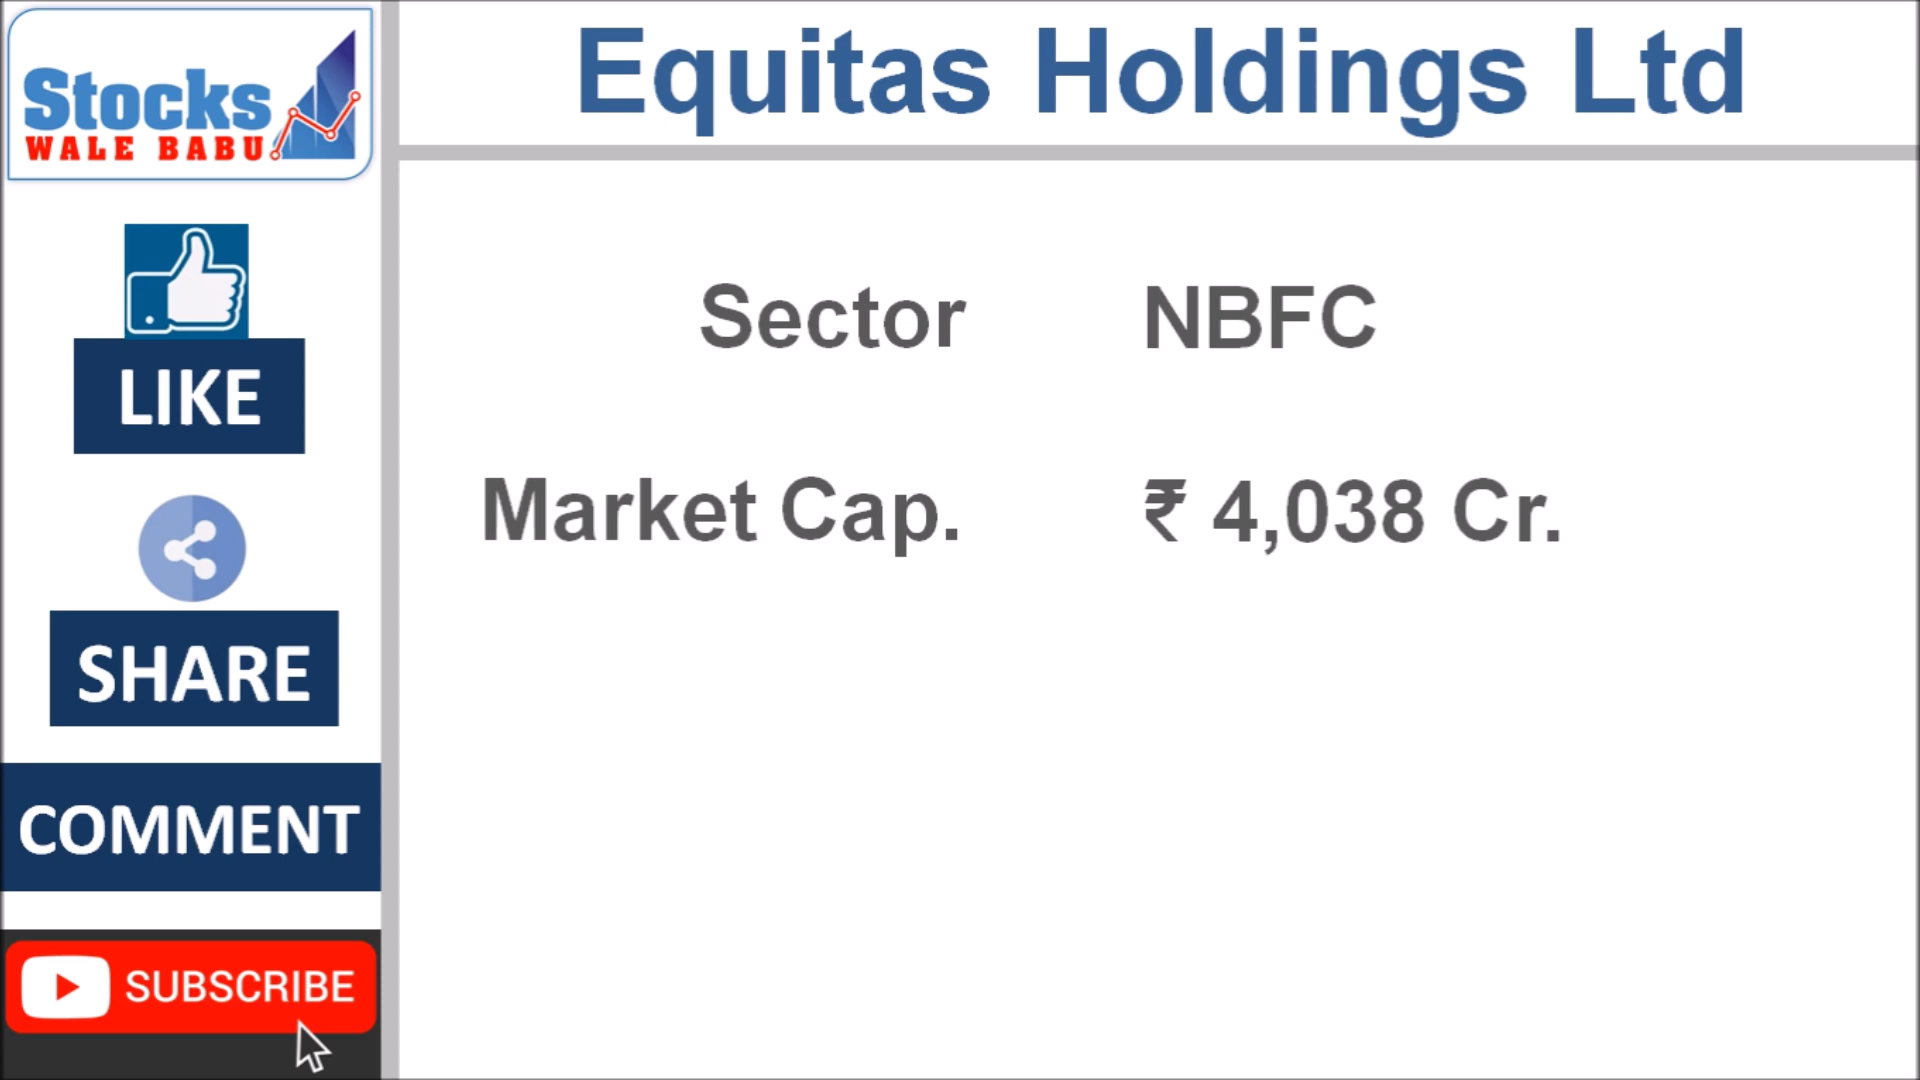 Stocks
WALE BABU
LIKE
SHARE
COMMENT
SUBSCRIBE
Equitas Holdings Ltd
Sector NBFC
Market Cap. ₹ 4,038 Cr.